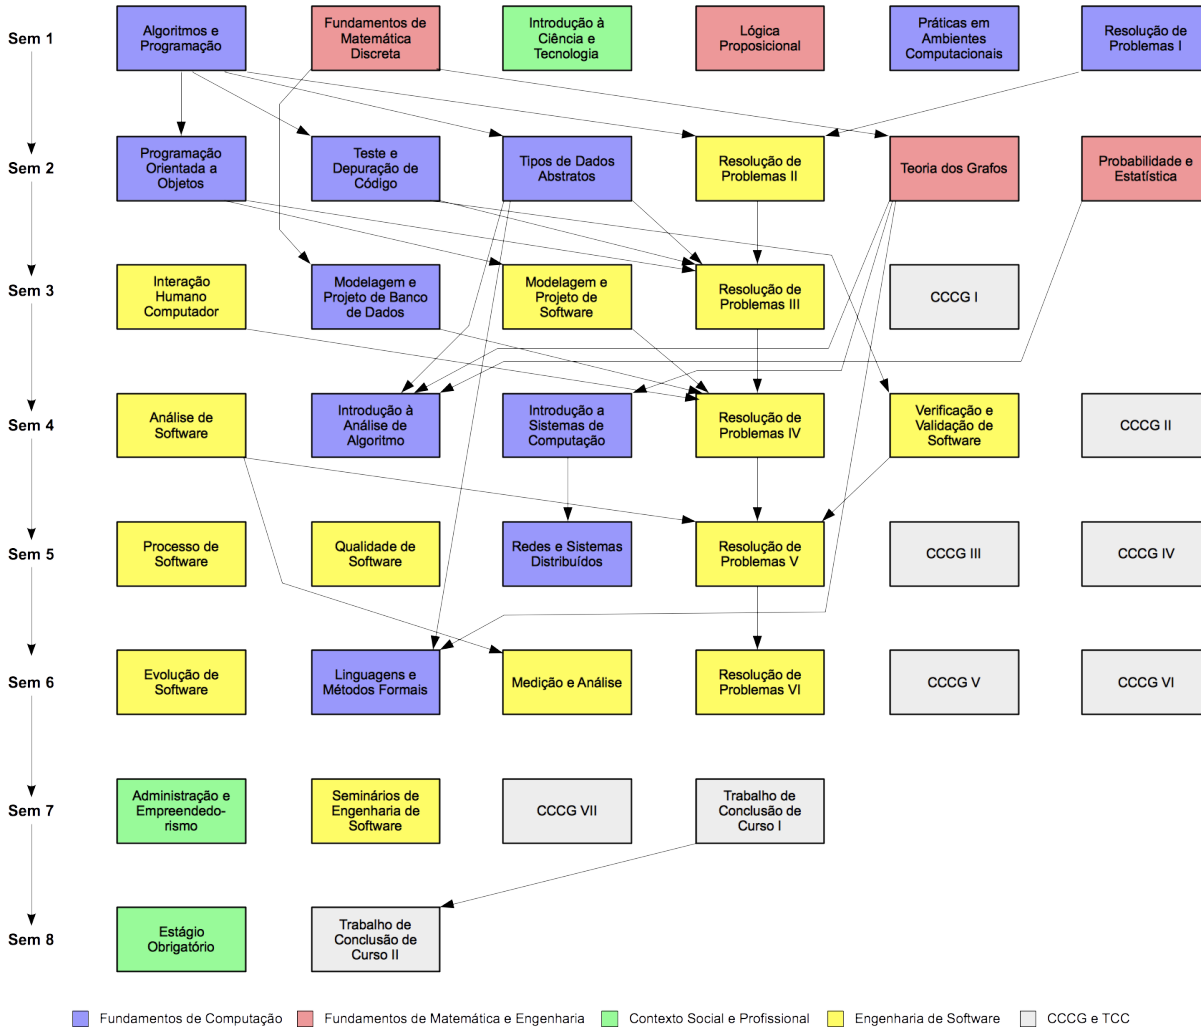 Sem 1
Algoritmos e
Programação
Fundamentos de
Matemática
Discreta
Introdução à
Ciência e
Tecnologia
Lógica
Proposicional
Práticas em
Ambientes
Computacionais
Resolução de
Problemas I
Sem 2
Programação
Orientada a
Objetos
Teste e
Depuração de
Código
Tipos de Dados
Abstratos
Resolução de
Problemas II
Teoria dos Grafos
Probabilidade e
Estatística
Sem 3
Interação
Humano
Computador
Modelagem e
Projeto de Banco
de Dados
Modelagem e
Projeto de
Software
Resolução de
Problemas III
CCCG I
Sem 4
Análise de
Software
Introdução à
Análise de
Algoritmo
Introdução a
Sistemas de
Computação
Resolução de
Problemas IV
Verificação e
Validação de
Software
CCCG II
Sem 5
Processo de
Software
Qualidade de
Software
Redes e Sistemas
Distribuídos
Resolução de
Problemas V
CCCG III
CCCG IV
Sem 6
Evolução de
Software
Linguagens e
Métodos Formais
Medição e Análise
Resolução de
Problemas VI
CCCG V
CCCG VI
Sem 7
Administração e
Empreendedo-
rismo
Seminários de
Engenharia de
Software
CCCG VII
Trabalho de
Conclusão de
Curso I
Sem 8
Estágio
Obrigatório
Trabalho de
Conclusão de
Curso II
Fundamentos de Computação
Fundamentos de Matemática e Engenharia
Contexto Social e Profissional
Engenharia de Software
CCCG e TCC